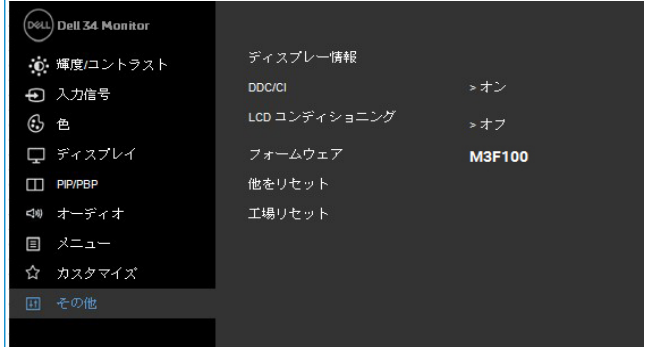 DELL Dell 34 Monitor
輝度/コントラスト
入力信号
色
ディスプレイ
PIP/PBP
オーディオ
メニュー
カスタマイズ
その他
ディスプレー情報
DDC/CI >オン
LCD コンディショニング >オフ
フォームウェア M3F100
他をリセット
工場リセット